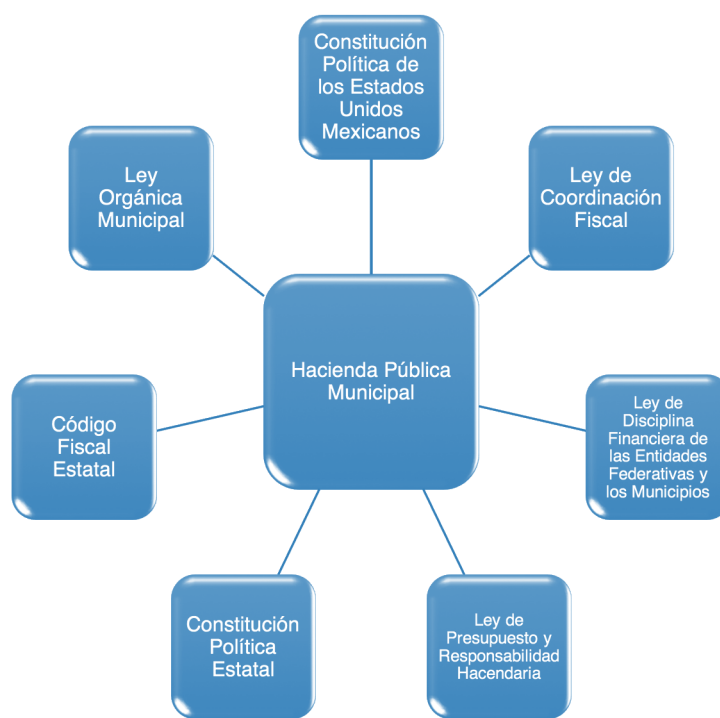 Constitución
Política de
los Estados
Unidos
Mexicanos
Ley
Orgánica
Municipal
Ley de
Coordinación
Fiscal
Hacienda Pública
Municipal
Código
Fiscal
Estatal
Ley de
Disciplina
Financiera de
las Entidades
Federativas y
los Municipios
Constitución
Política
Estatal
Ley de
Presupuesto y
Responsabilidad
Hacendaria